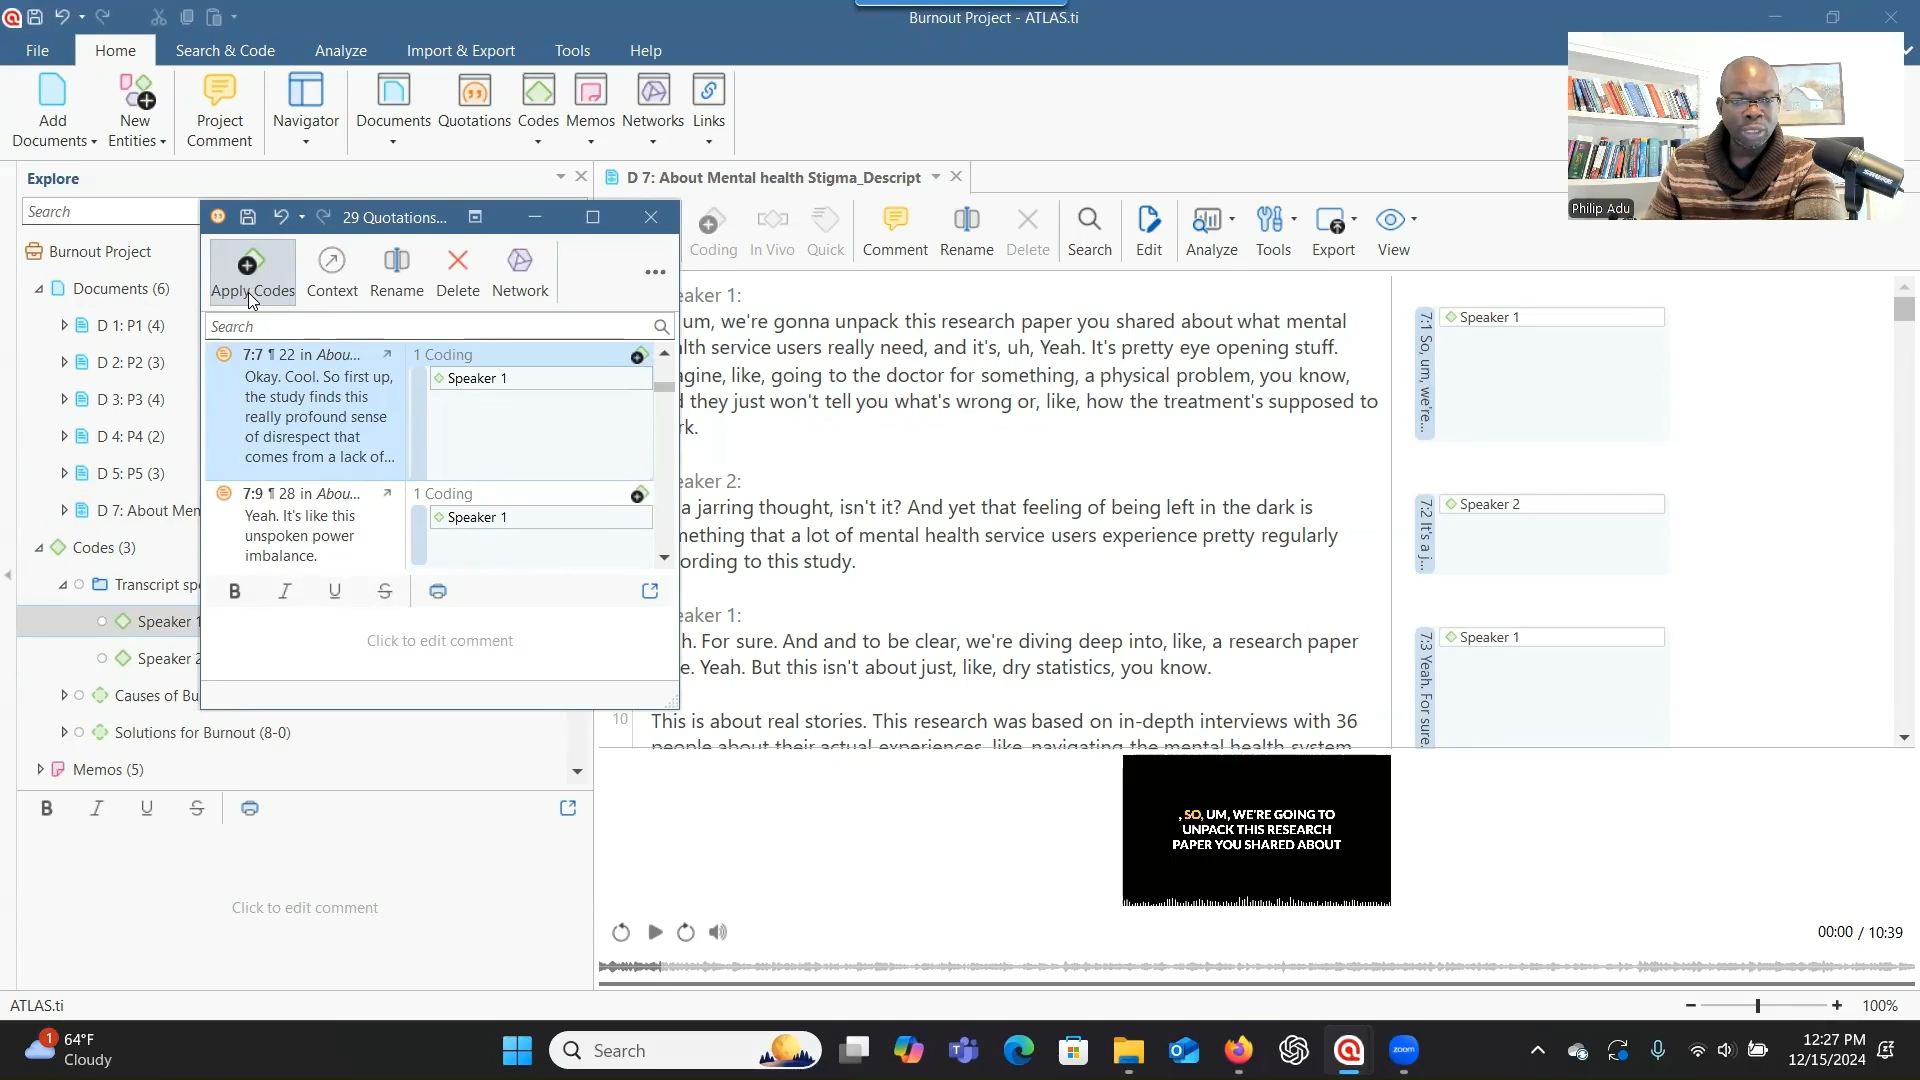 Burnout Project - ATLAS.ti
File
Home
Search & Code
Analyze
Import & Export
Tools
Help
Add Documents
New Entities
Project Comment
Navigator
Documents
Quotations
Codes
Memos
Networks
Links
Philip Adu
Explore
Search
Burnout Project
Documents (6)
D 1: P1 (4)
D 2: P2 (3)
D 3: P3 (4)
D 4: P4 (2)
D 5: P5 (3)
D 7: About Men
Codes (3)
Transcript spe
Speaker 1
Speaker 2
Causes of Bu
Solutions for Burnout (8-0)
Memos (5)
B I U S
Click to edit comment
29 Quotations...
Apply Codes
Context
Rename
Delete
Network
Search
7:7 ¶ 22 in Abou...
Okay. Cool. So first up,
the study finds this
really profound sense
of disrespect that
comes from a lack of...
1 Coding
Speaker 1
7:9 ¶ 28 in Abou...
Yeah. It's like this
unspoken power
imbalance.
1 Coding
Speaker 1
B I U S
Click to edit comment
D 7: About Mental health Stigma_Descript
Coding
In Vivo
Quick
Comment
Rename
Delete
Search
Edit
Analyze
Tools
Export
View
eaker 1:
um, we're gonna unpack this research paper you shared about what mental
lth service users really need, and it's, uh, Yeah. It's pretty eye opening stuff.
agine, like, going to the doctor for something, a physical problem, you know,
d they just won't tell you what's wrong or, like, how the treatment's supposed to
rk.
eaker 2:
a jarring thought, isn't it? And yet that feeling of being left in the dark is
mething that a lot of mental health service users experience pretty regularly
ording to this study.
eaker 1:
h. For sure. And and to be clear, we're diving deep into, like, a research paper
e. Yeah. But this isn't about just, like, dry statistics, you know.
10
This is about real stories. This research was based on in-depth interviews with 36
people about their actual experiences, like, navigating the mental health system
7:1 So, um, we're...
Speaker 1
7:2 It's a j...
Speaker 2
7:3 Yeah. For sure.
Speaker 1
, SO, UM, WE'RE GOING TO
UNPACK THIS RESEARCH
PAPER YOU SHARED ABOUT
00:00 / 10:39
ATLAS.ti
100%
1
64°F
Cloudy
Search
zoom
12:27 PM
12/15/2024